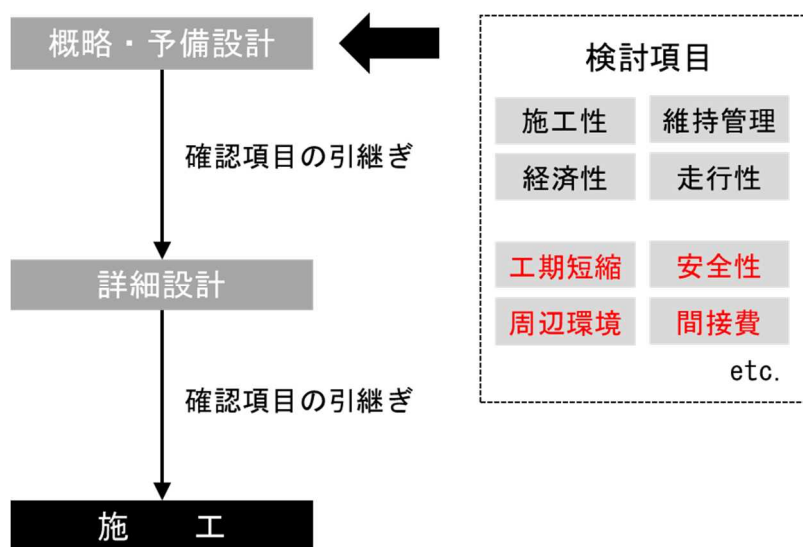 概略・予備設計
確認項目の引継ぎ
詳細設計
確認項目の引継ぎ
施　　工
検討項目
施工性
維持管理
経済性
走行性
工期短縮
安全性
周辺環境
間接費
etc.